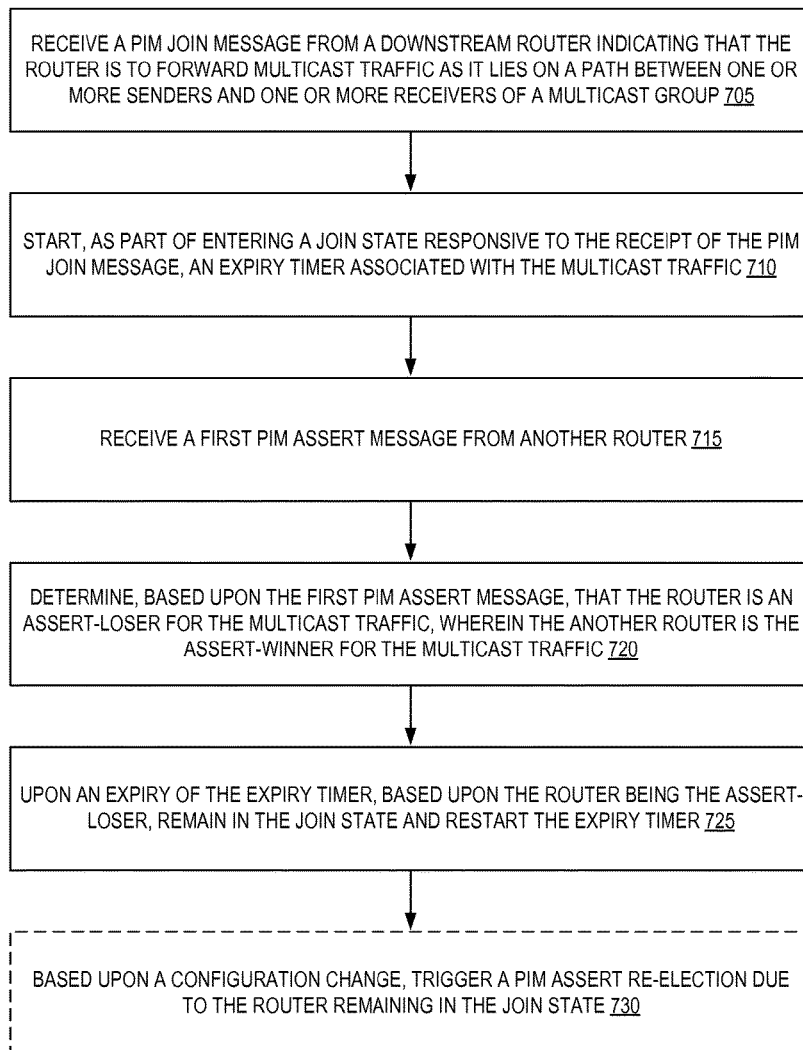 RECEIVE A PIM JOIN MESSAGE FROM A DOWNSTREAM ROUTER INDICATING THAT THE
ROUTER IS TO FORWARD MULTICAST TRAFFIC AS IT LIES ON A PATH BETWEEN ONE OR
MORE SENDERS AND ONE OR MORE RECEIVERS OF A MULTICAST GROUP 705
START, AS PART OF ENTERING A JOIN STATE RESPONSIVE TO THE RECEIPT OF THE PIM
JOIN MESSAGE, AN EXPIRY TIMER ASSOCIATED WITH THE MULTICAST TRAFFIC 710
RECEIVE A FIRST PIM ASSERT MESSAGE FROM ANOTHER ROUTER 715
DETERMINE, BASED UPON THE FIRST PIM ASSERT MESSAGE, THAT THE ROUTER IS AN
ASSERT-LOSER FOR THE MULTICAST TRAFFIC, WHEREIN THE ANOTHER ROUTER IS THE
ASSERT-WINNER FOR THE MULTICAST TRAFFIC 720
UPON AN EXPIRY OF THE EXPIRY TIMER, BASED UPON THE ROUTER BEING THE ASSERT-
LOSER, REMAIN IN THE JOIN STATE AND RESTART THE EXPIRY TIMER 725
BASED UPON A CONFIGURATION CHANGE, TRIGGER A PIM ASSERT RE-ELECTION DUE
TO THE ROUTER REMAINING IN THE JOIN STATE 730